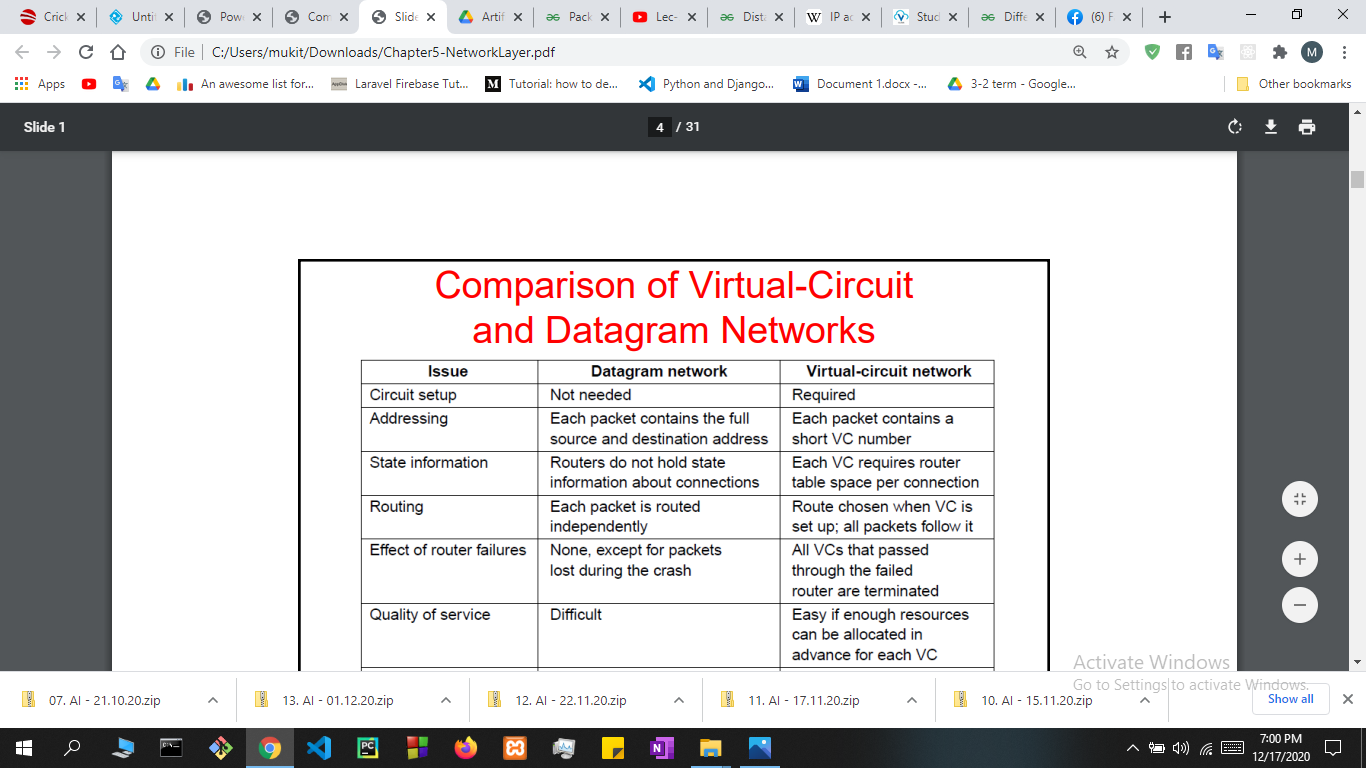 Crick Untit Pow Com Slide Artif Pack Lec- Dista IP ac Stud Diffe (6) F
File C:/Users/mukit/Downloads/Chapter5-NetworkLayer.pdf M
Apps An awesome list for... Laravel Firebase Tut... Tutorial: how to de... Python and Django... Document 1.docx -... 3-2 term - Google... Other bookmarks
Slide 1 4 / 31
Comparison of Virtual-Circuit
and Datagram Networks
Issue Datagram network Virtual-circuit network
Circuit setup Not needed Required
Addressing Each packet contains the full Each packet contains a
source and destination address short VC number
State information Routers do not hold state Each VC requires router
information about connections table space per connection
Routing Each packet is routed Route chosen when VC is
independently set up; all packets follow it
Effect of router failures None, except for packets All VCs that passed
lost during the crash through the failed
router are terminated
Quality of service Difficult Easy if enough resources
can be allocated in
advance for each VC
Activate Windows
Go to Settings to activate Windows.
07. AI - 21.10.20.zip 13. AI - 01.12.20.zip 12. AI - 22.11.20.zip 11. AI - 17.11.20.zip 10. AI - 15.11.20.zip Show all
7:00 PM
12/17/2020